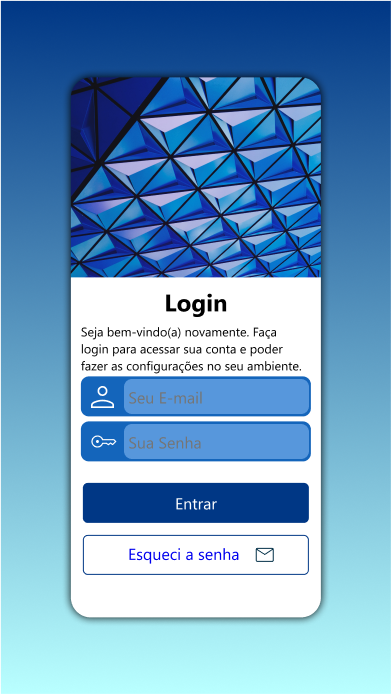 Login
Seja bem-vindo(a) novamente. Faça
login para acessar sua conta e poder
fazer as configurações no seu ambiente.
Seu E-mail
Sua Senha
Entrar
Esqueci a senha